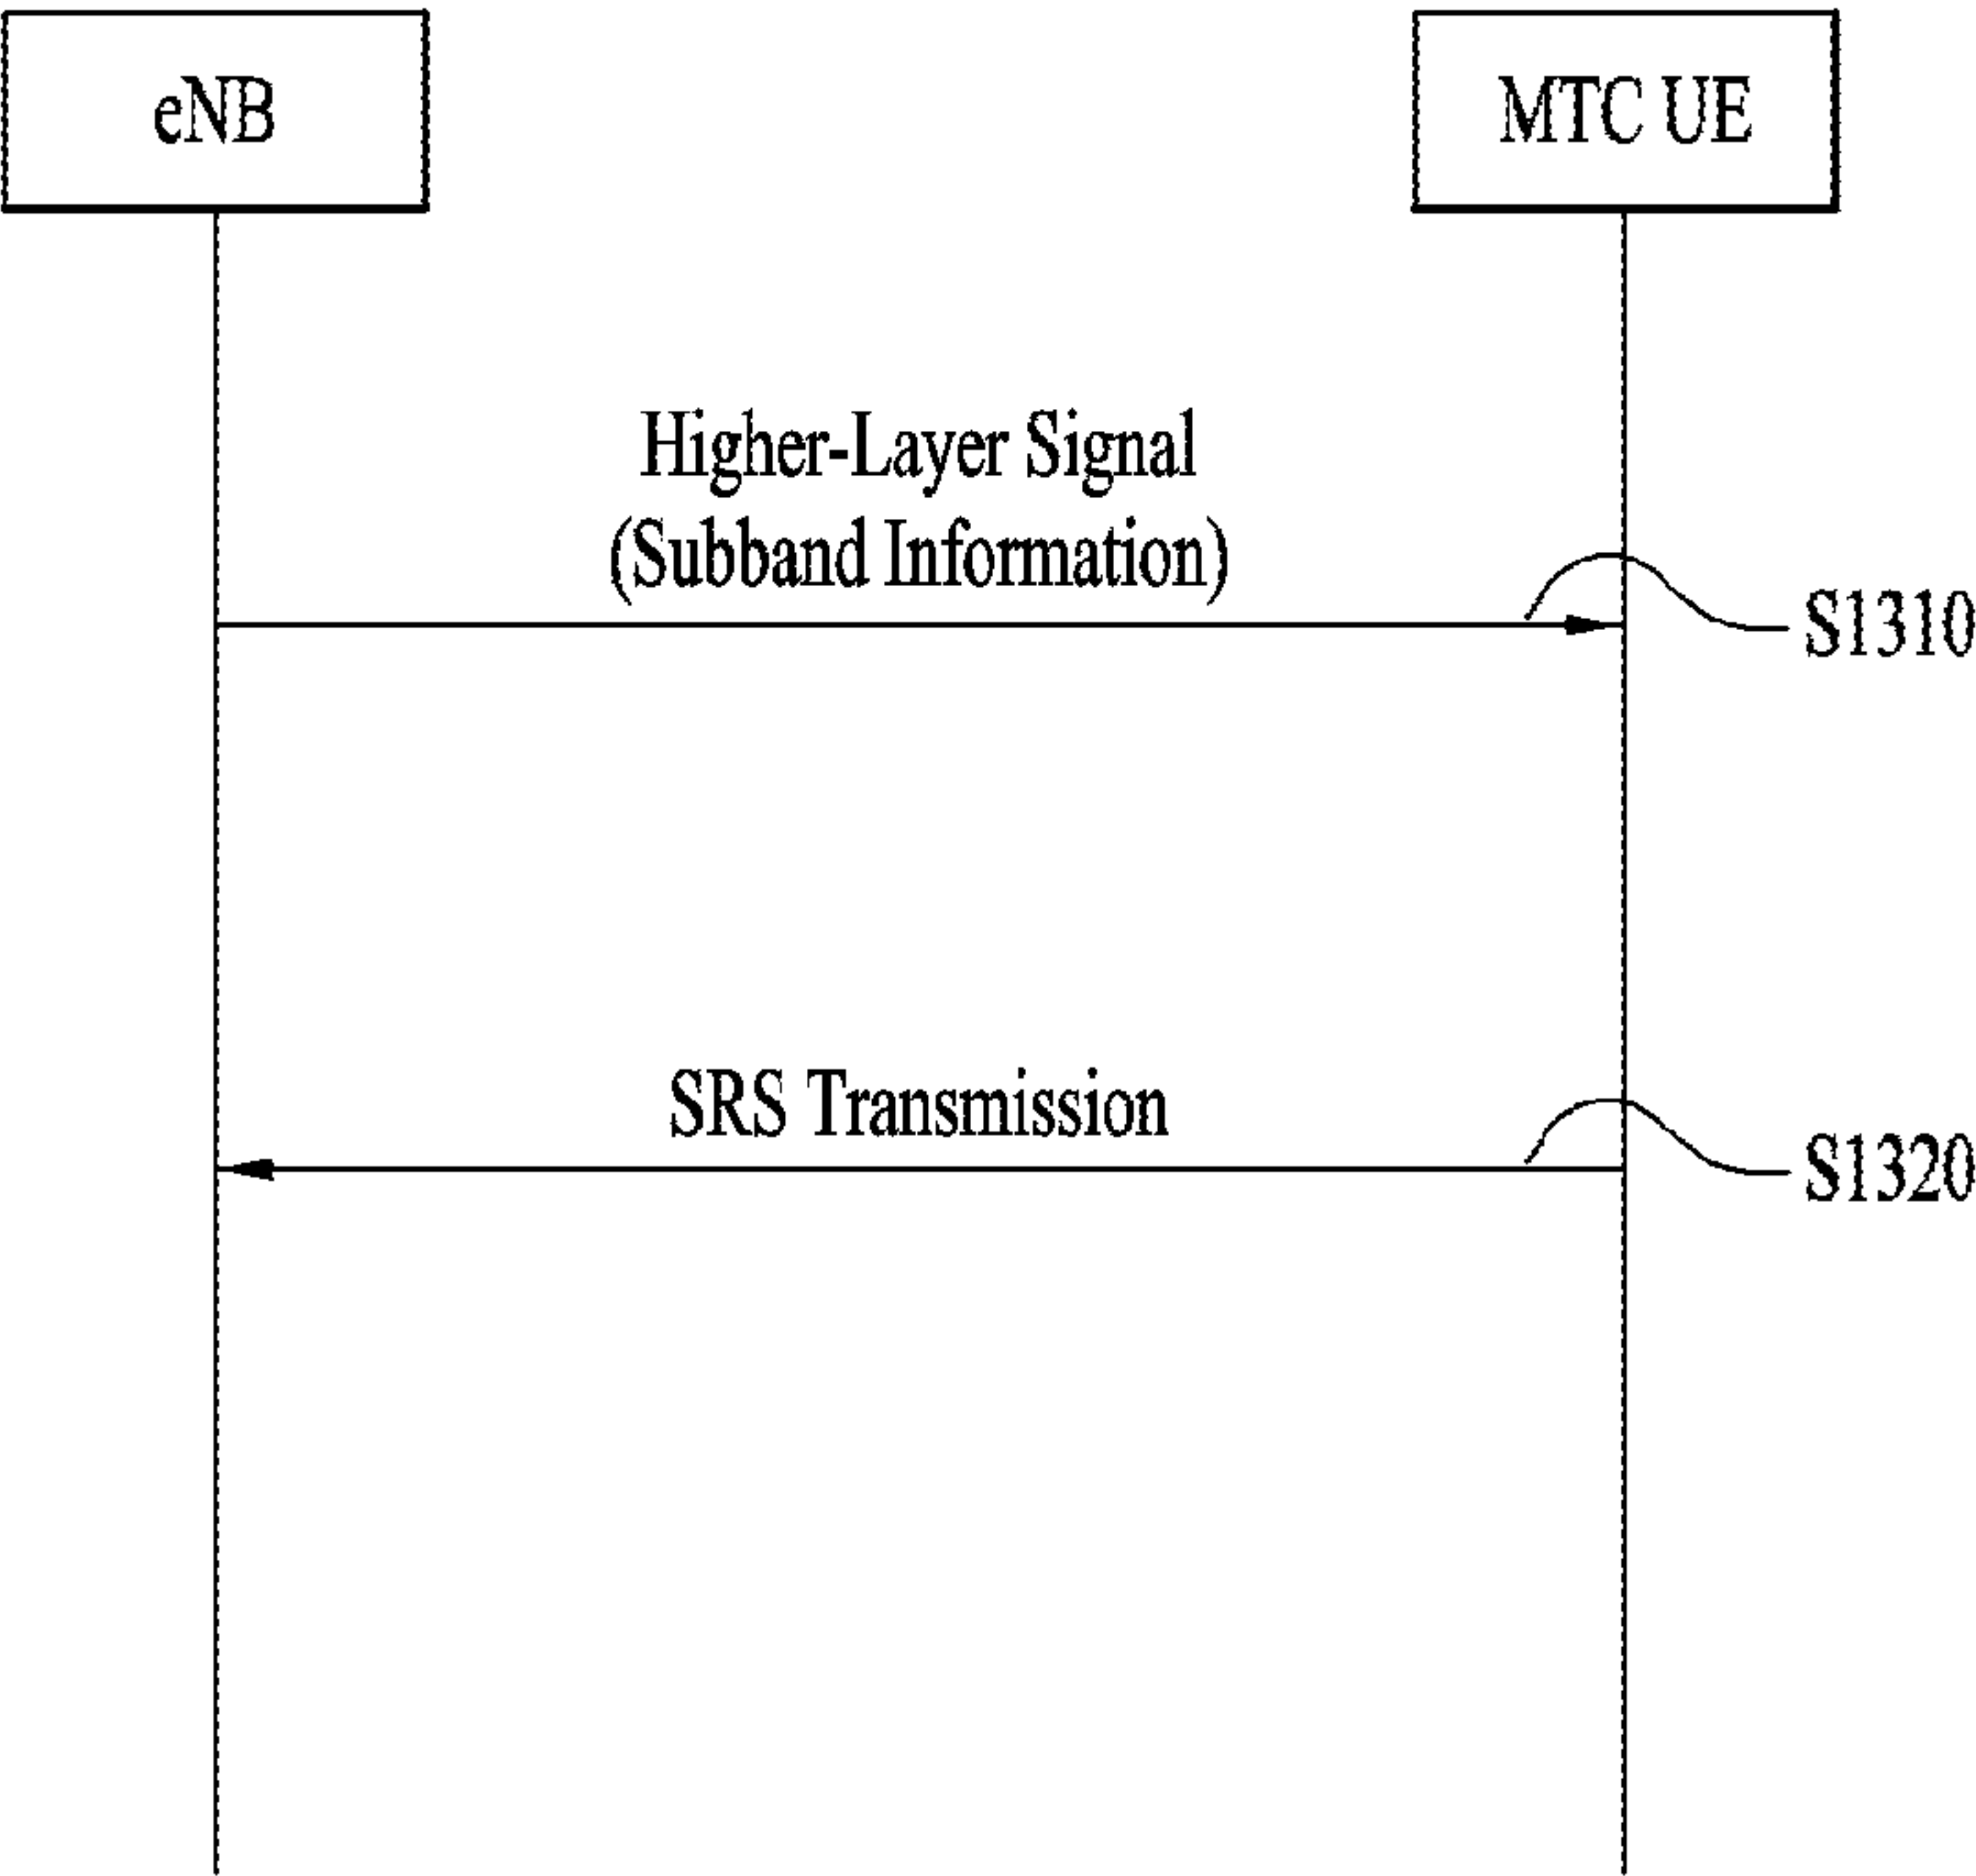 eNB
MTC UE
Higher-Layer Signal
(Subband Information)
S1310
SRS Transmission
S1320